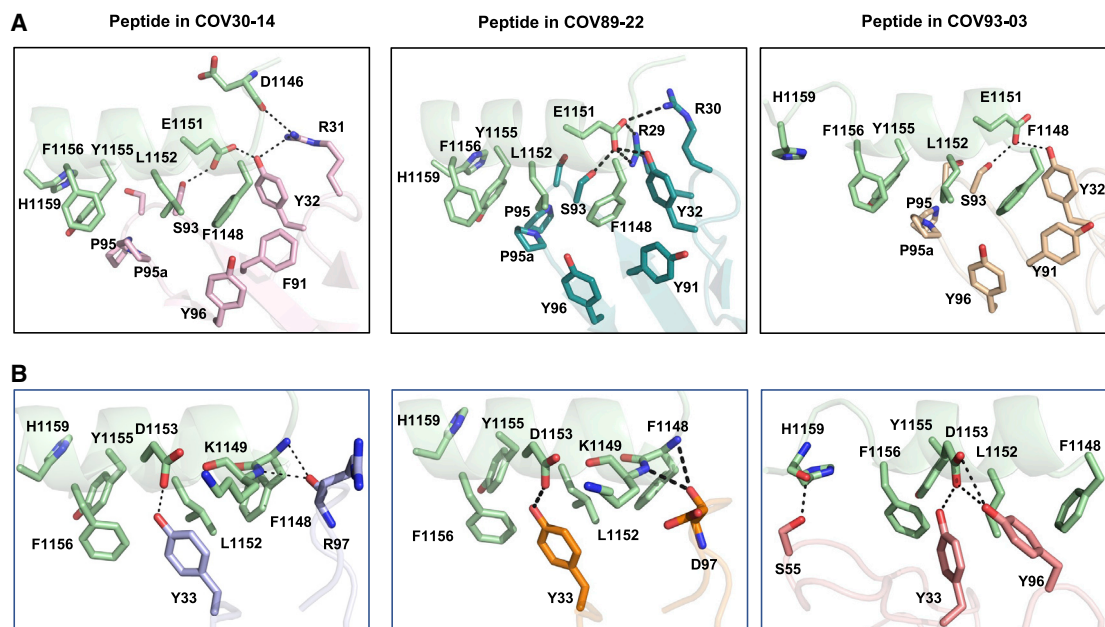 A
Peptide in COV30-14
Peptide in COV89-22
Peptide in COV93-03
D1146
E1151
R31
F1156
Y1155
L1152
H1159
S93
F1148
Y32
P95
P95a
F91
Y96
E1151
R30
R29
Y1155
F1156
L1152
H1159
P95
S93
Y32
F1148
P95a
Y91
Y96
H1159
E1151
F1156
Y1155
L1152
F1148
P95
S93
Y32
P95a
Y91
Y96
B
H1159
Y1155
D1153
K1149
F1148
L1152
F1156
R97
Y33
H1159
Y1155
D1153
K1149
F1148
F1156
L1152
D97
Y33
H1159
Y1155
D1153
F1156
L1152
F1148
S55
Y33
Y96